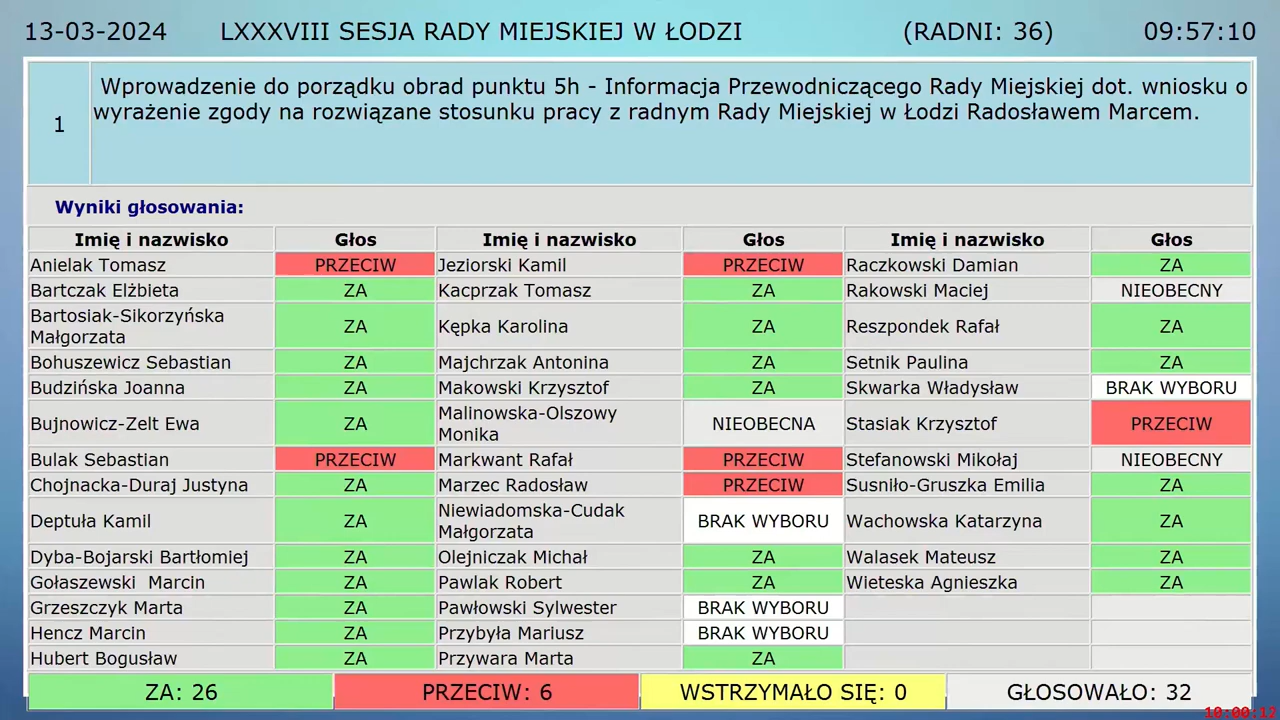 13-03-2024 LXXXVIII SESJA RADY MIEJSKIEJ W ŁODZI (RADNI: 36) 09:57:10
1
Wprowadzenie do porządku obrad punktu 5h - Informacja Przewodniczącego Rady Miejskiej dot. wniosku o
wyrażenie zgody na rozwiązane stosunku pracy z radnym Rady Miejskiej w Łodzi Radosławem Marcem.
Wyniki głosowania:
Imię i nazwisko Głos Imię i nazwisko Głos Imię i nazwisko Głos
Anielak Tomasz PRZECIW Jeziorski Kamil PRZECIW Raczkowski Damian ZA
Bartczak Elżbieta ZA Kacprzak Tomasz ZA Rakowski Maciej NIEOBECNY
Bartosiak-Sikorzyńska
Małgorzata ZA Kępka Karolina ZA Reszpondek Rafał ZA
Bohuszewicz Sebastian ZA Majchrzak Antonina ZA Setnik Paulina ZA
Budzińska Joanna ZA Makowski Krzysztof ZA Skwarka Władysław BRAK WYBORU
Bujnowicz-Zelt Ewa ZA Malinowska-Olszowy
Monika NIEOBECNA Stasiak Krzysztof PRZECIW
Bulak Sebastian PRZECIW Markwant Rafał PRZECIW Stefanowski Mikołaj NIEOBECNY
Chojnacka-Duraj Justyna ZA Marzec Radosław PRZECIW Susniło-Gruszka Emilia ZA
Deptuła Kamil ZA Niewiadomska-Cudak
Małgorzata BRAK WYBORU Wachowska Katarzyna ZA
Dyba-Bojarski Bartłomiej ZA Olejniczak Michał ZA Walasek Mateusz ZA
Gołaszewski  Marcin ZA Pawlak Robert ZA Wieteska Agnieszka ZA
Grzeszczyk Marta ZA Pawłowski Sylwester BRAK WYBORU
Hencz Marcin ZA Przybyła Mariusz BRAK WYBORU
Hubert Bogusław ZA Przywara Marta ZA
ZA: 26 PRZECIW: 6 WSTRZYMAŁO SIĘ: 0 GŁOSOWAŁO: 32
10:00:12